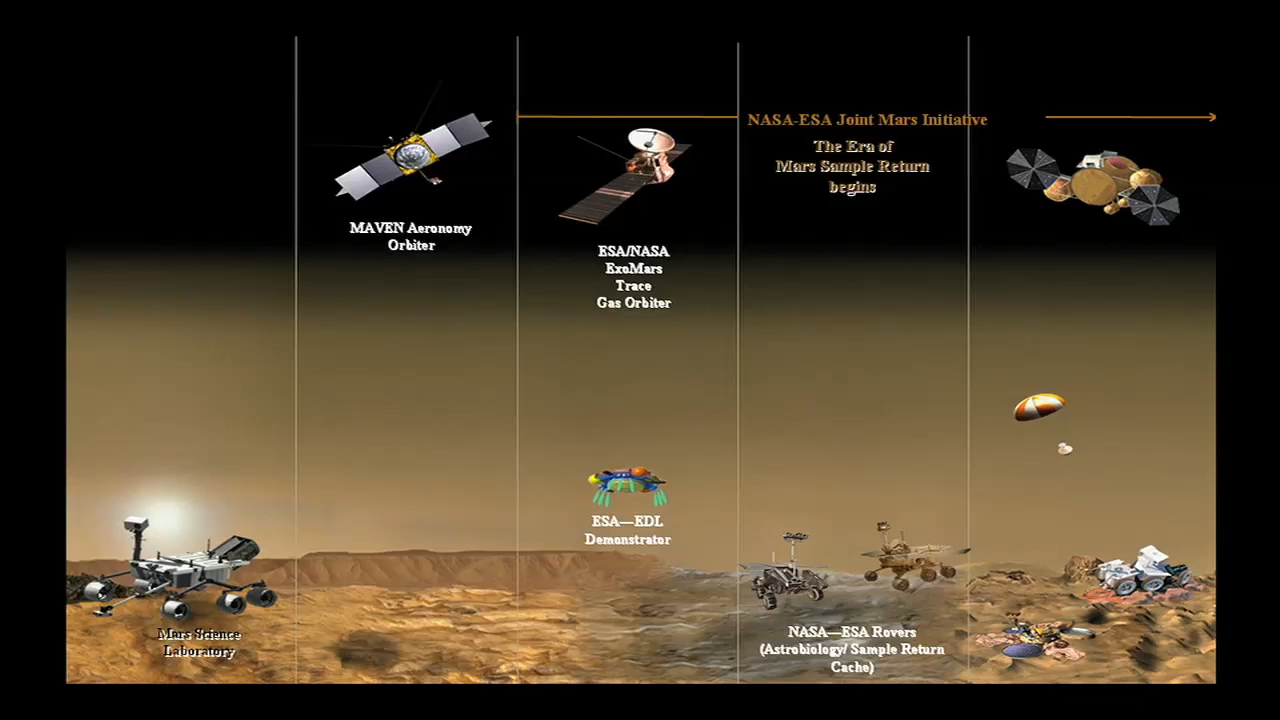 NASA-ESA Joint Mars Initiative
The Era of
Mars Sample Return
begins
MAVEN Aeronomy
Orbiter
ESA/NASA
ExoMars
Trace
Gas Orbiter
ESA—EDL
Demonstrator
Mars Science
Laboratory
NASA—ESA Rovers
(Astrobiology/ Sample Return
Cache)